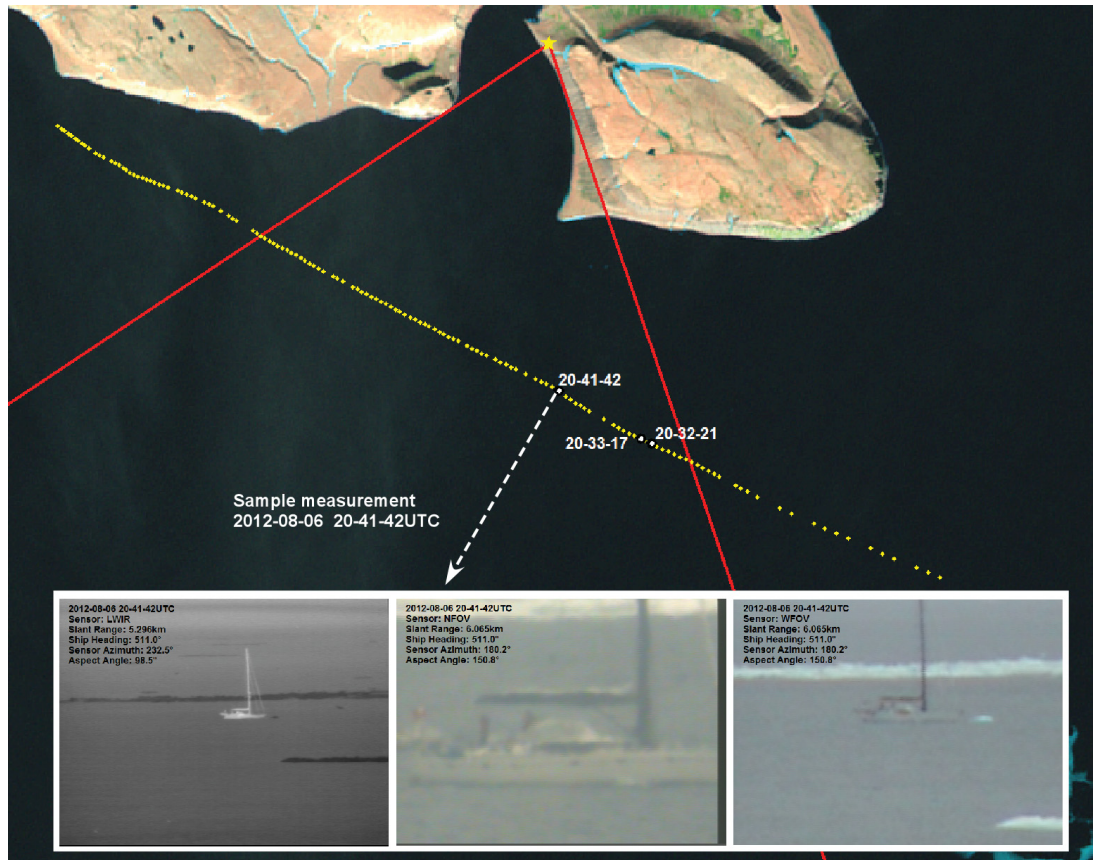 20-41-42
20-33-17
20-32-21
Sample measurement
2012-08-06 20-41-42UTC
2012-08-06 20-41-42UTC
Sensor: LWIR
Slant Range: 5.296km
Ship Heading: 511.0°
Sensor Azimuth: 232.5°
Aspect Angle: 98.5°
2012-08-06 20-41-42UTC
Sensor: NFOV
Slant Range: 6.065km
Ship Heading: 511.0°
Sensor Azimuth: 180.2°
Aspect Angle: 150.8°
2012-08-06 20-41-42UTC
Sensor: WFOV
Slant Range: 6.065km
Ship Heading: 511.0°
Sensor Azimuth: 180.2°
Aspect Angle: 150.8°